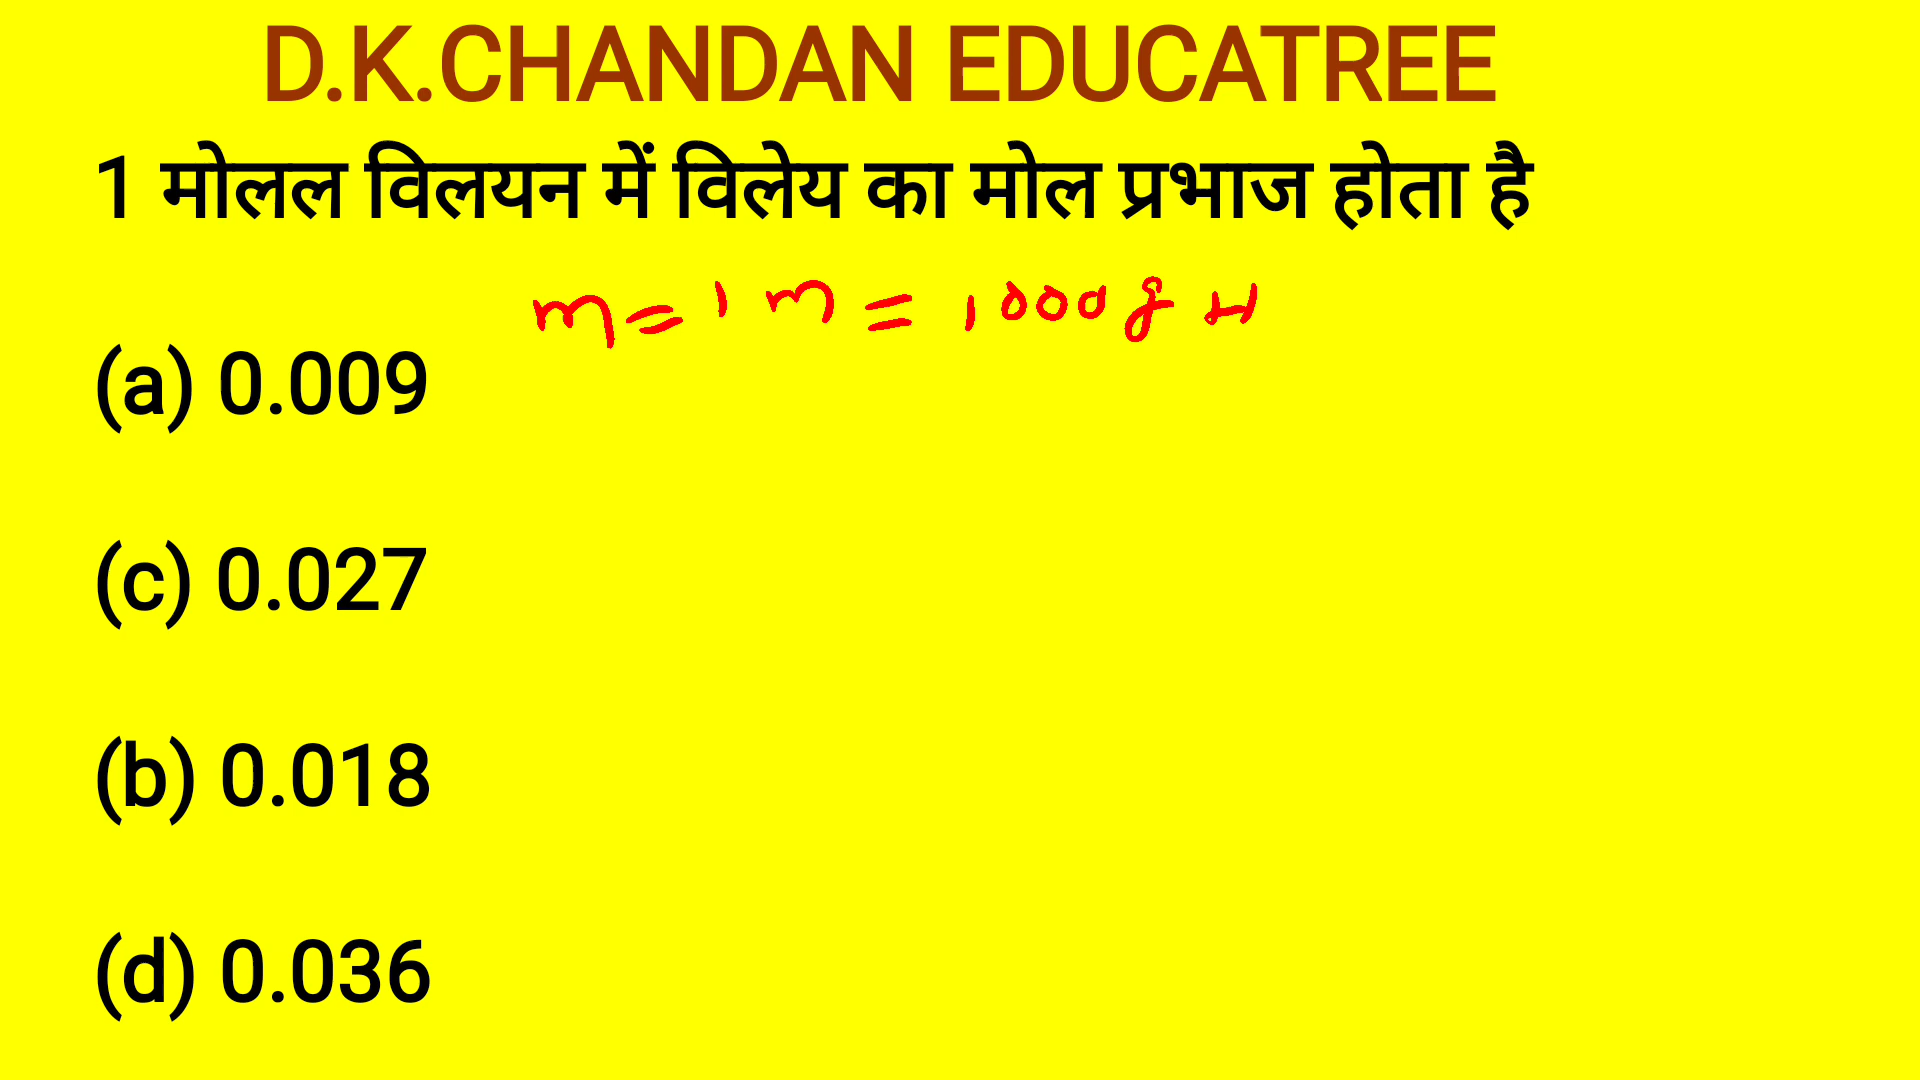 D.K.CHANDAN EDUCATREE
1 मोलल विलयन में विलेय का मोल प्रभाज होता है
m = 1 m = 1000g
(a) 0.009
(c) 0.027
(b) 0.018
(d) 0.036